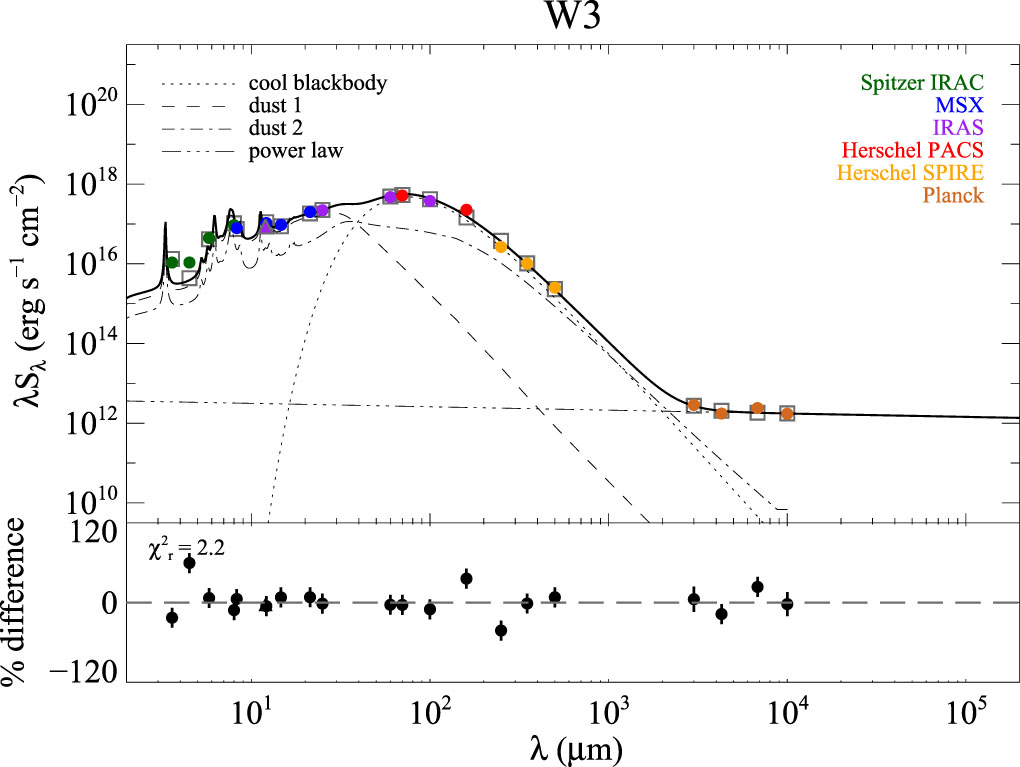 W3
cool blackbody
dust 1
dust 2
power law
Spitzer IRAC
MSX
IRAS
Herschel PACS
Herschel SPIRE
Planck
λS_λ (erg s⁻¹ cm⁻²)
10²⁰
10¹⁸
10¹⁶
10¹⁴
10¹²
10¹⁰
% difference
120
0
−120
χ²ᵣ = 2.2
10¹ 10² 10³ 10⁴ 10⁵
λ (μm)